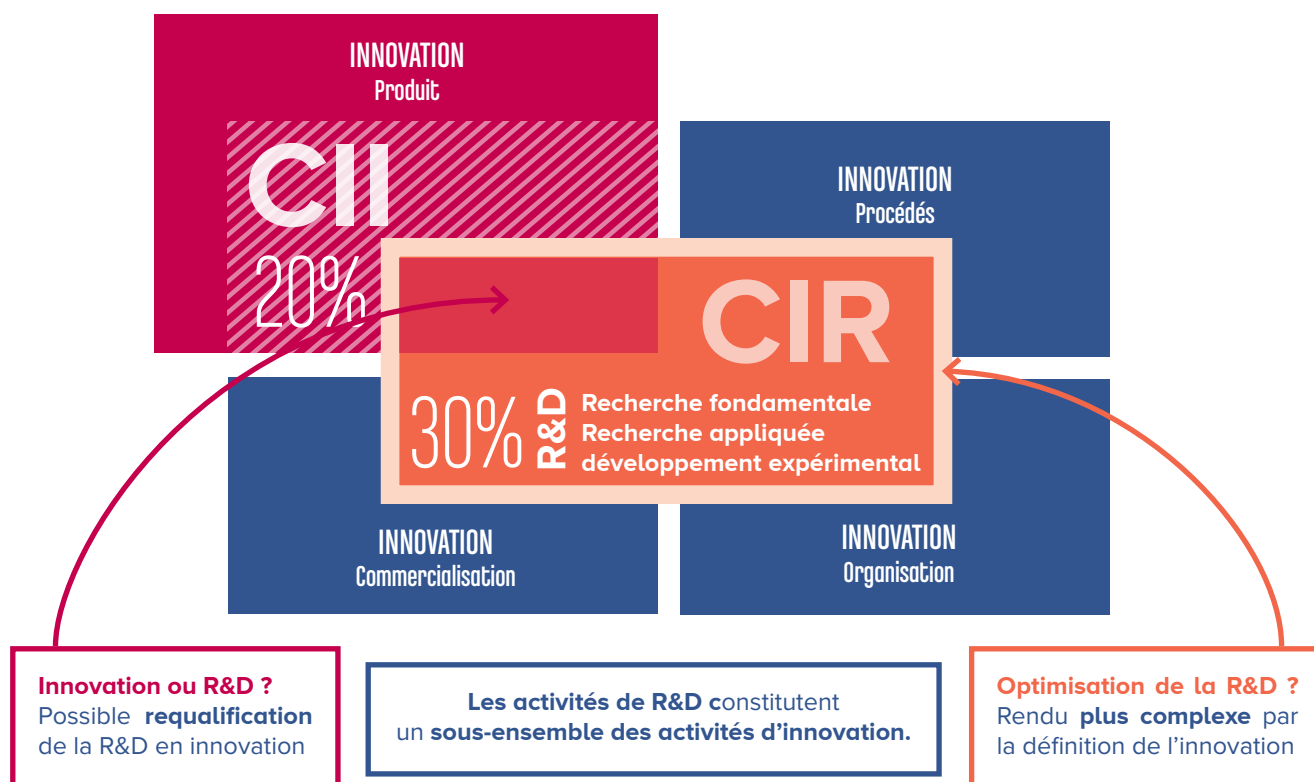 INNOVATION
Produit
CII
20%
INNOVATION
Procédés
CIR
30%
R&D
Recherche fondamentale
Recherche appliquée
développement expérimental
INNOVATION
Commercialisation
INNOVATION
Organisation
Innovation ou R&D ?
Possible requalification
de la R&D en innovation
Les activités de R&D constitutent
un sous-ensemble des activités d’innovation.
Optimisation de la R&D ?
Rendu plus complexe par
la définition de l’innovation